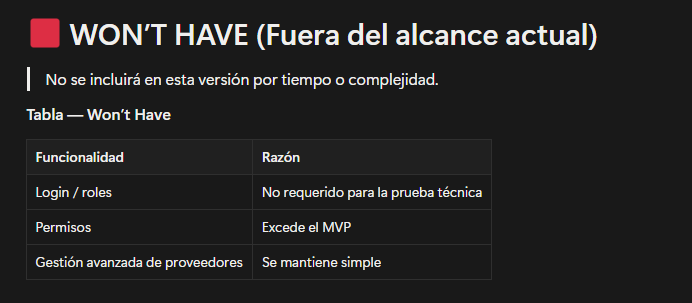 WON’T HAVE (Fuera del alcance actual)
No se incluirá en esta versión por tiempo o complejidad.
Tabla — Won’t Have
Funcionalidad Razón
Login / roles No requerido para la prueba técnica
Permisos Excede el MVP
Gestión avanzada de proveedores Se mantiene simple